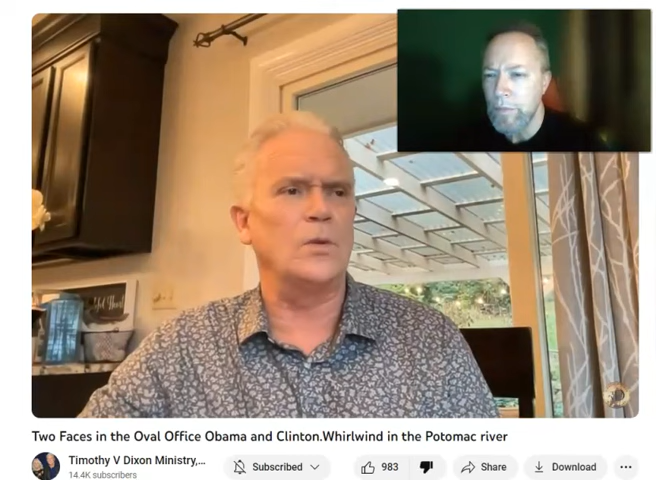 Two Faces in the Oval Office Obama and Clinton.Whirlwind in the Potomac river
Timothy V Dixon Ministry,...
14.4K subscribers
Subscribed
983
Share
Download